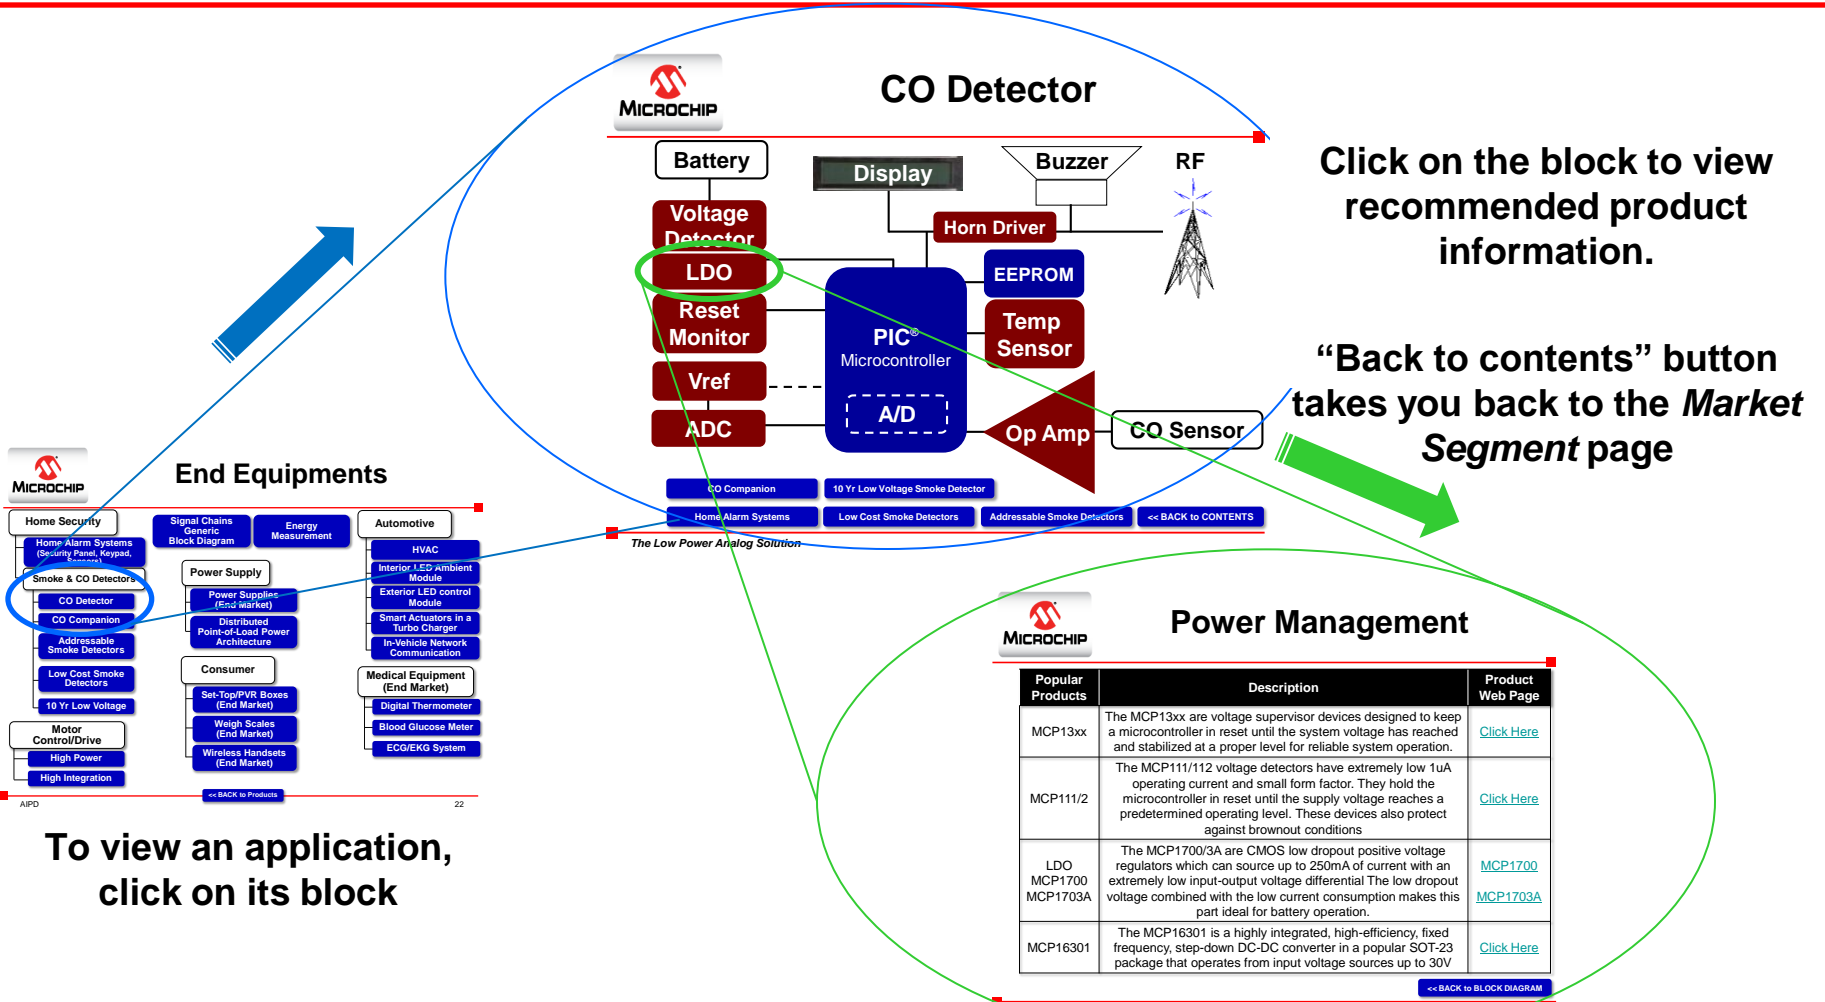 MICROCHIP
CO Detector
Battery
Display
Buzzer
RF
Voltage
Detector
Horn Driver
LDO
EEPROM
Reset
Monitor
PIC®
Microcontroller
Temp
Sensor
Vref
A/D
ADC
Op Amp
CO Sensor
CO Companion
10 Yr Low Voltage Smoke Detector
Home Alarm Systems
Low Cost Smoke Detectors
Addressable Smoke Detectors
<< BACK to CONTENTS
The Low Power Analog Solution
Click on the block to view
recommended product
information.
“Back to contents” button
takes you back to the Market
Segment page
MICROCHIP
End Equipments
Home Security
Home Alarm Systems
(Security Panel, Keypad,
Sensors)
Smoke & CO Detectors
CO Detector
CO Companion
Addressable
Smoke Detectors
Low Cost Smoke
Detectors
10 Yr Low Voltage
Motor
Control/Drive
High Power
High Integration
Signal Chains
Generic
Block Diagram
Energy
Measurement
Power Supply
Power Supplies
(End Market)
Distributed
Point-of-Load Power
Architecture
Consumer
Set-Top/PVR Boxes
(End Market)
Weigh Scales
(End Market)
Wireless Handsets
(End Market)
Automotive
HVAC
Interior LED Ambient
Module
Exterior LED control
Module
Smart Actuators in a
Turbo Charger
In-Vehicle Network
Communication
Medical Equipment
(End Market)
Digital Thermometer
Blood Glucose Meter
ECG/EKG System
<< BACK to Products
AIPD
22
To view an application,
click on its block
MICROCHIP
Power Management
Popular
Products
Description
Product
Web Page
MCP13xx
The MCP13xx are voltage supervisor devices designed to keep
a microcontroller in reset until the system voltage has reached
and stabilized at a proper level for reliable system operation.
Click Here
MCP111/2
The MCP111/112 voltage detectors have extremely low 1uA
operating current and small form factor. They hold the
microcontroller in reset until the supply voltage reaches a
predetermined operating level. These devices also protect
against brownout conditions
Click Here
LDO
MCP1700
MCP1703A
The MCP1700/3A are CMOS low dropout positive voltage
regulators which can source up to 250mA of current with an
extremely low input-output voltage differential The low dropout
voltage combined with the low current consumption makes this
part ideal for battery operation.
MCP1700
MCP1703A
MCP16301
The MCP16301 is a highly integrated, high-efficiency, fixed
frequency, step-down DC-DC converter in a popular SOT-23
package that operates from input voltage sources up to 30V
Click Here
<< BACK to BLOCK DIAGRAM